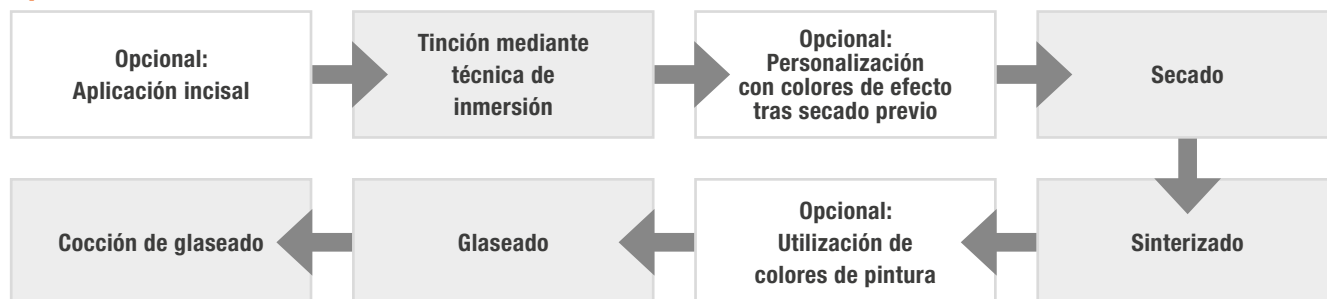 Opcional:
Aplicación incisal
Tinción mediante
técnica de
inmersión
Opcional:
Personalización
con colores de efecto
tras secado previo
Secado
Cocción de glaseado
Glaseado
Opcional:
Utilización de
colores de pintura
Sinterizado